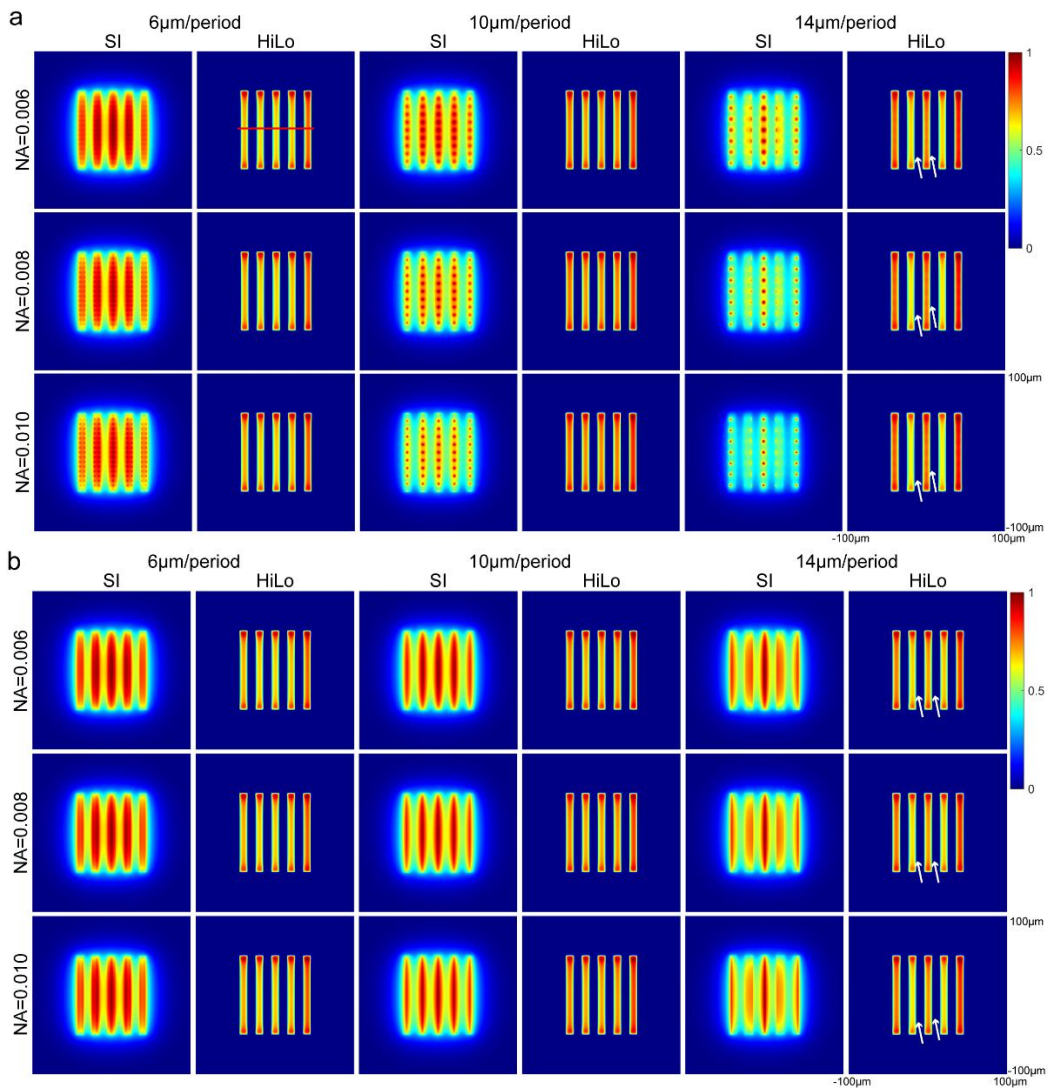 a
6µm/period 10µm/period 14µm/period
SI HiLo SI HiLo SI HiLo
NA=0.006
1
0.5
0
NA=0.008
NA=0.010
100µm
-100µm
-100µm 100µm
b
6µm/period 10µm/period 14µm/period
SI HiLo SI HiLo SI HiLo
NA=0.006
1
0.5
0
NA=0.008
NA=0.010
100µm
-100µm
-100µm 100µm